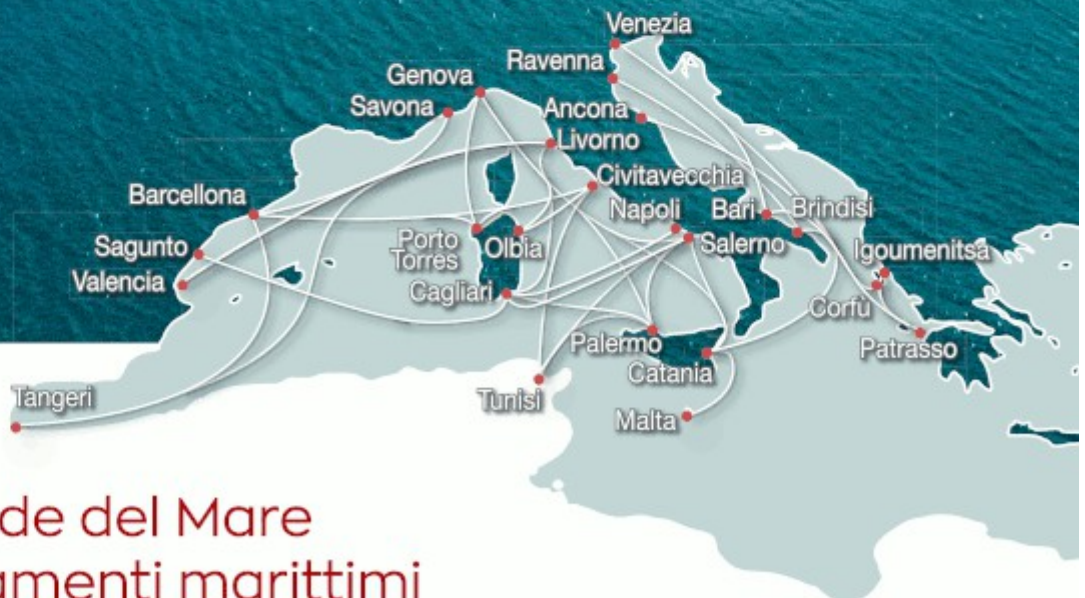 Venezia
Ravenna
Genova
Savona
Ancona
Livorno
Civitavecchia
Barcellona
Napoli
Bari
Brindisi
Sagunto
Porto
Torres
Olbia
Salerno
Igoumenitsa
Valencia
Cagliari
Corfù
Palermo
Patrasso
Catania
Tangeri
Tunisi
Malta
de del Mare
amenti marittimi